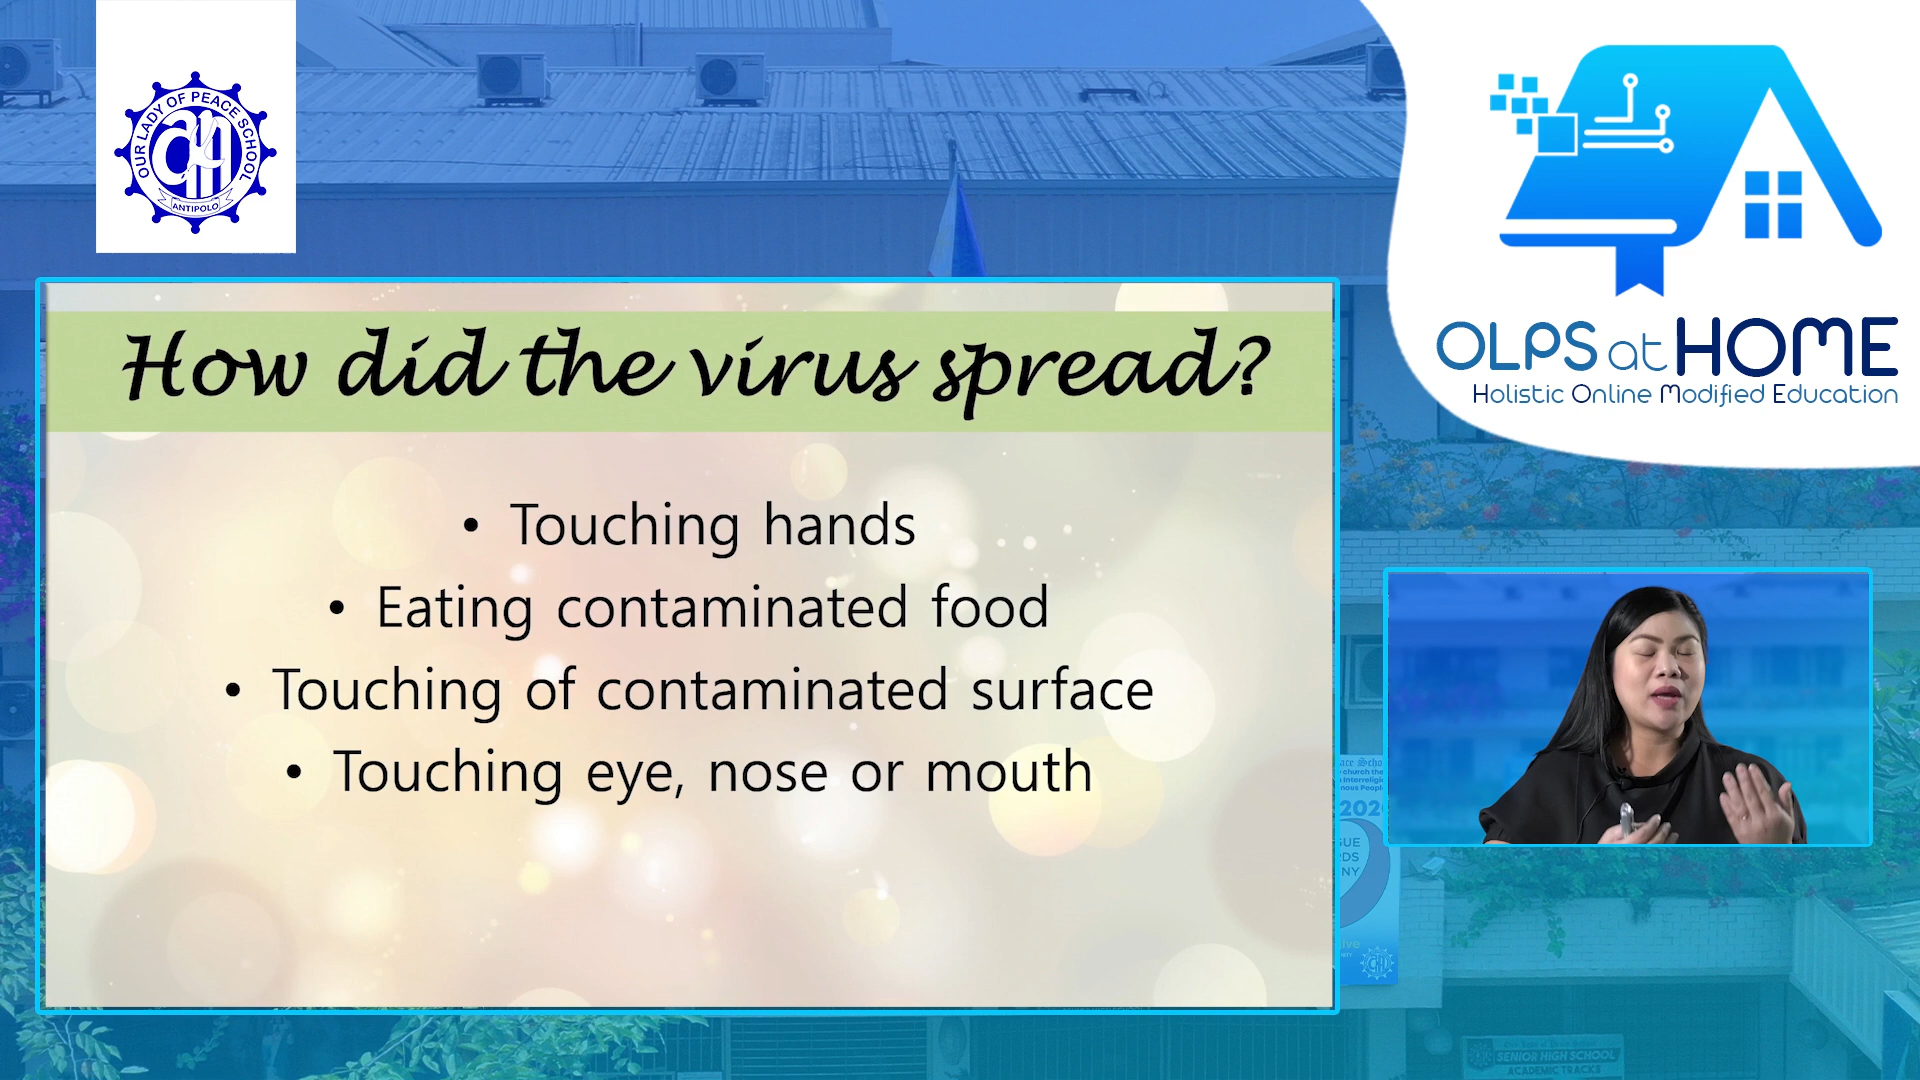 OUR LADY OF PEACE SCHOOL
ANTIPOLO
OLPS at HOME
Holistic Online Modified Education
How did the virus spread?
• Touching hands
• Eating contaminated food
• Touching of contaminated surface
• Touching eye, nose or mouth
SENIOR HIGH SCHOOL
ACADEMIC TRACKS